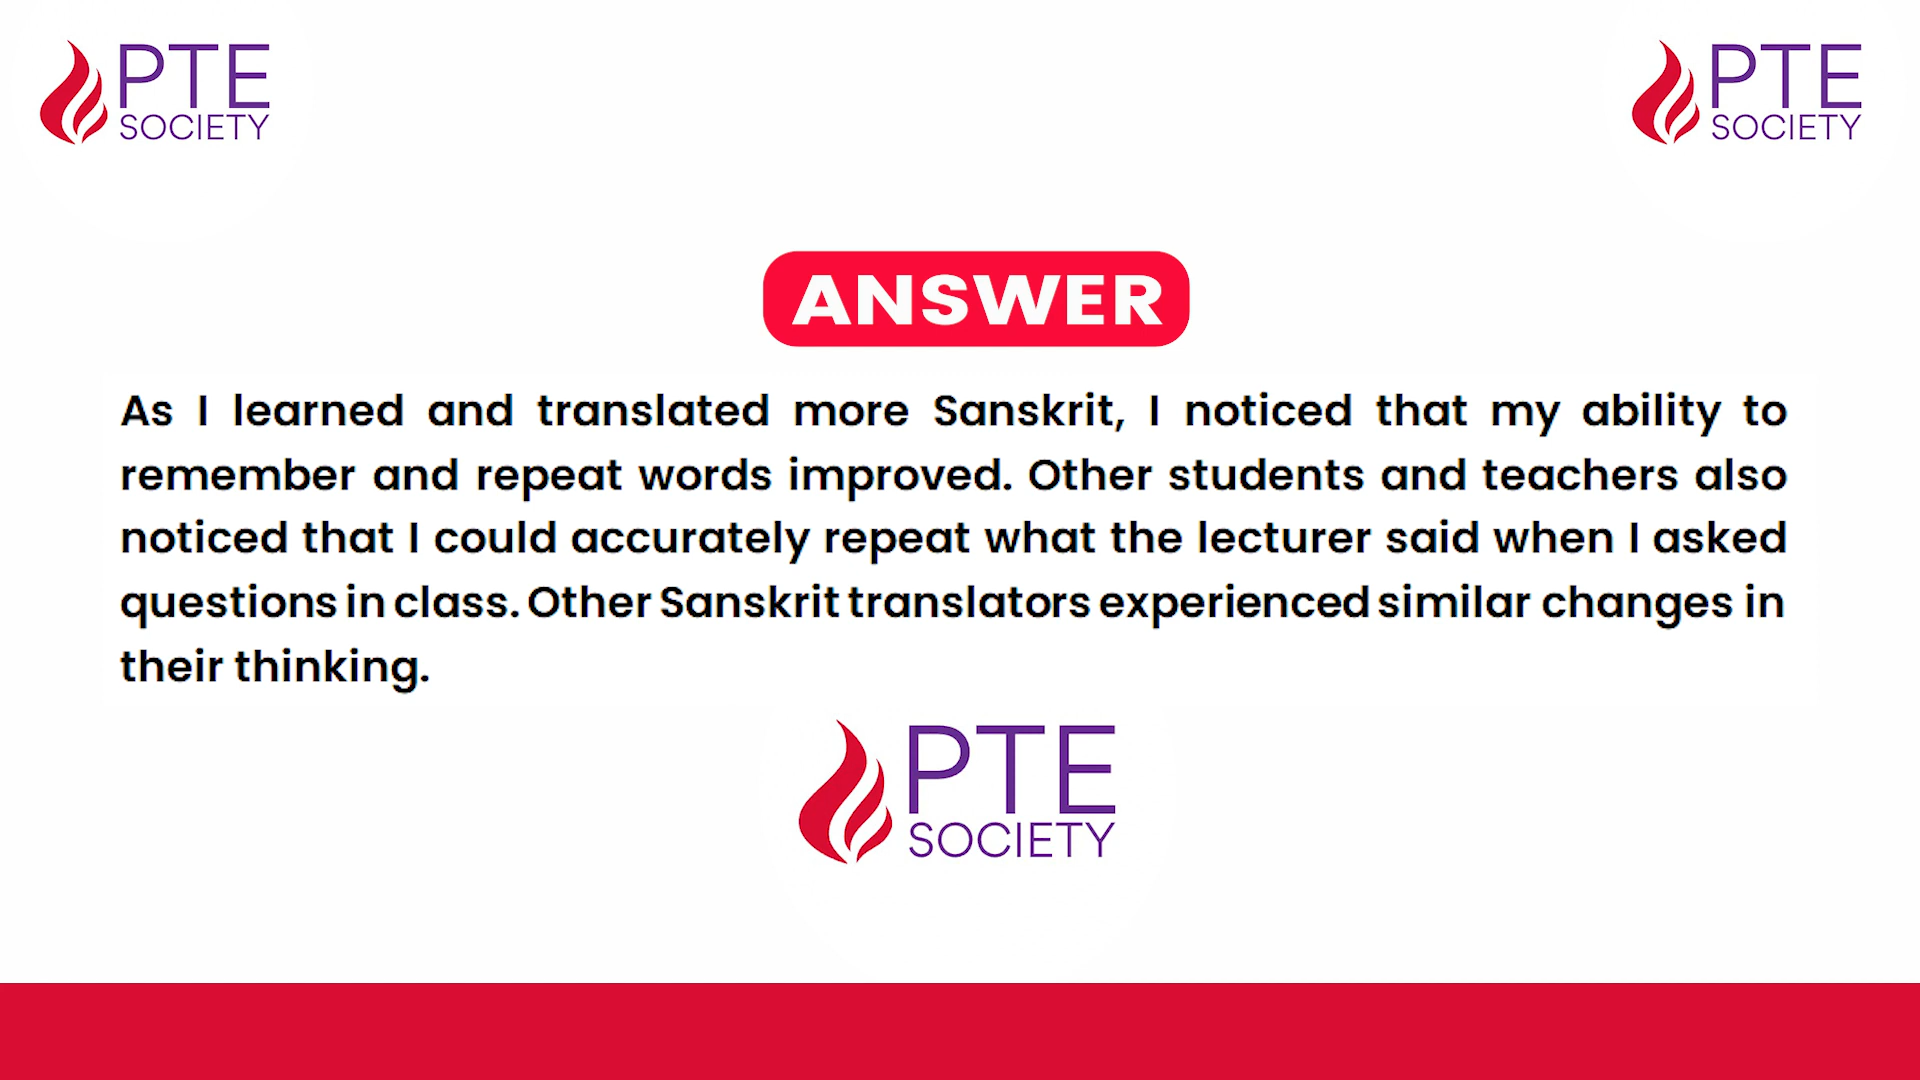 PTE
SOCIETY
PTE
SOCIETY
ANSWER
As I learned and translated more Sanskrit, I noticed that my ability to
remember and repeat words improved. Other students and teachers also
noticed that I could accurately repeat what the lecturer said when I asked
questions in class. Other Sanskrit translators experienced similar changes in
their thinking.
PTE
SOCIETY